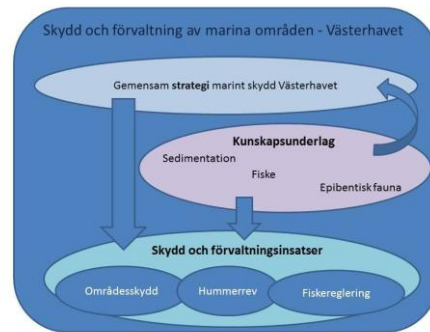 Skydd och förvaltning av marina områden - Västerhavet
Gemensam strategi marint skydd Västerhavet
Kunskapsunderlag
Sedimentation
Fiske
Epibentisk fauna
Skydd och förvaltningsinsatser
Områdesskydd
Hummerrev
Fiskereglering